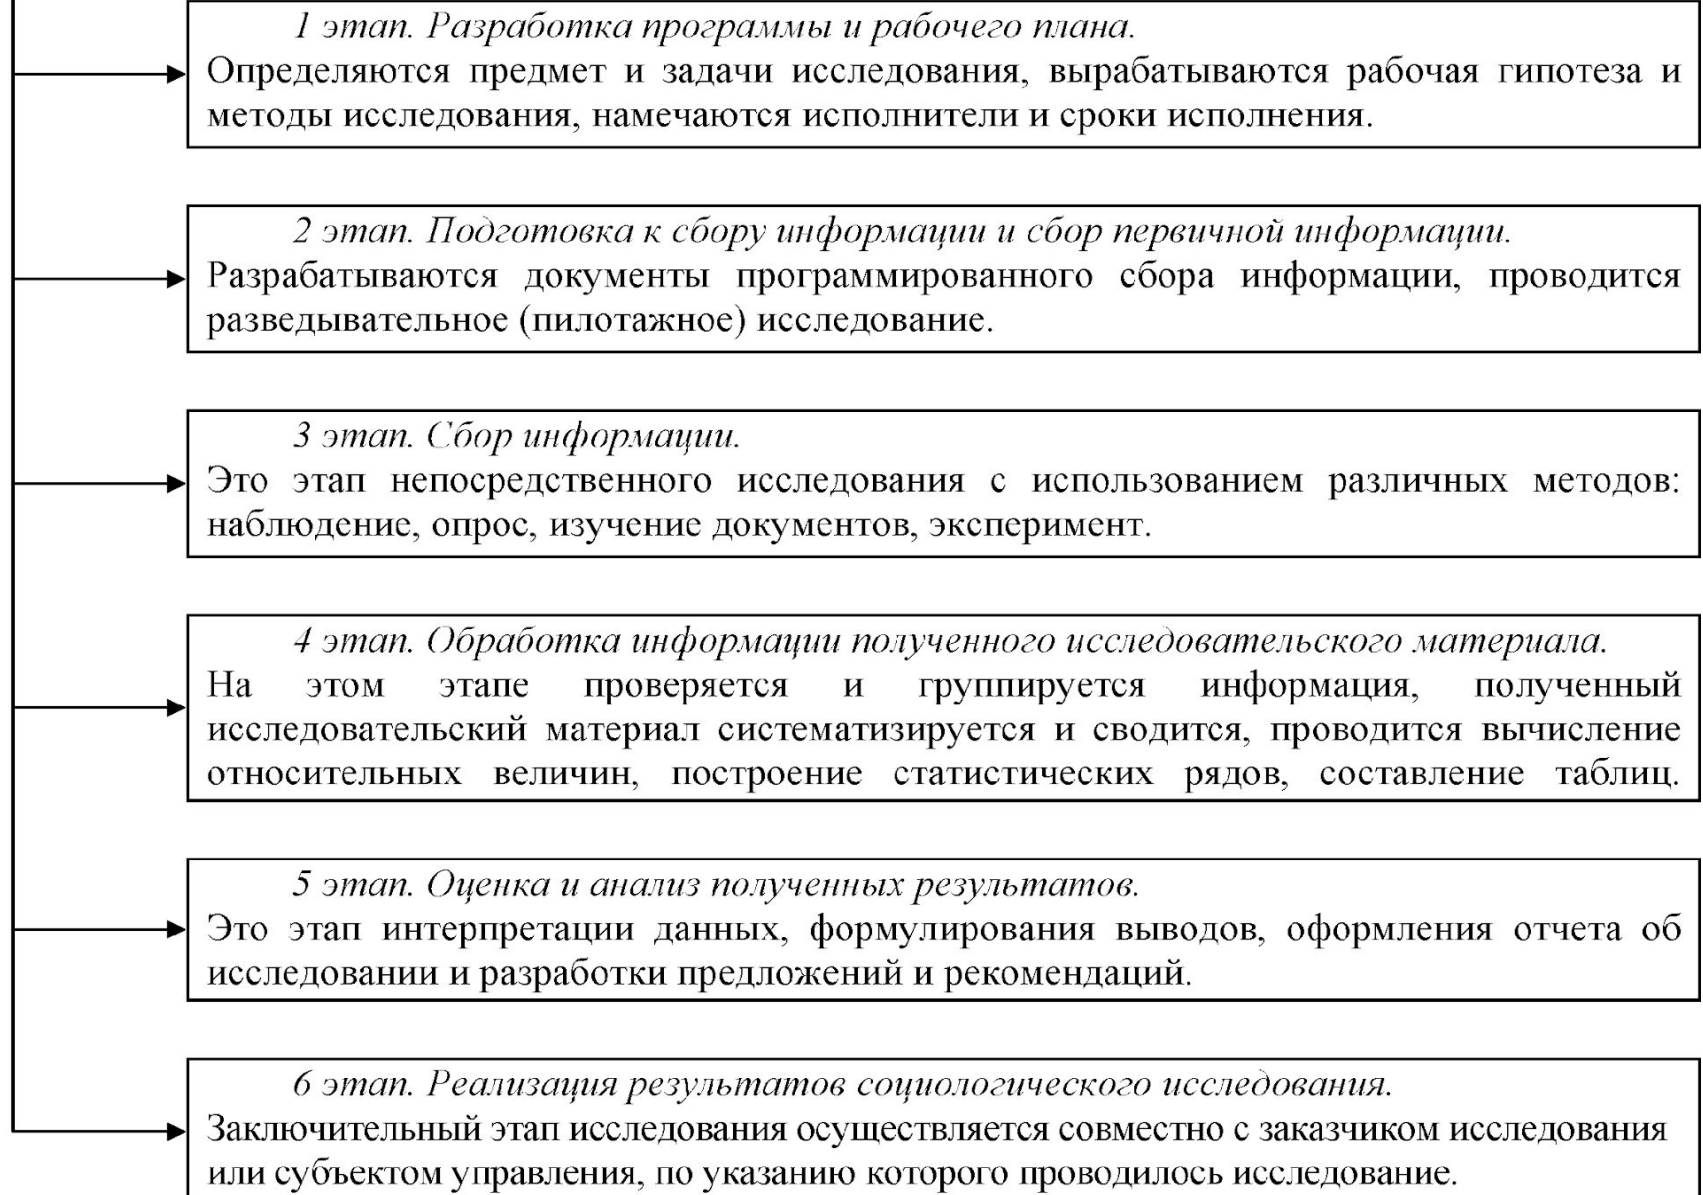 1 этап. Разработка программы и рабочего плана.
Определяются предмет и задачи исследования, вырабатываются рабочая гипотеза и
методы исследования, намечаются исполнители и сроки исполнения.
2 этап. Подготовка к сбору информации и сбор первичной информации.
Разрабатываются документы программированного сбора информации, проводится
разведывательное (пилотажное) исследование.
3 этап. Сбор информации.
Это этап непосредственного исследования с использованием различных методов:
наблюдение, опрос, изучение документов, эксперимент.
4 этап. Обработка информации полученного исследовательского материала.
На этом этапе проверяется и группируется информация, полученный
исследовательский материал систематизируется и сводится, проводится вычисление
относительных величин, построение статистических рядов, составление таблиц.
5 этап. Оценка и анализ полученных результатов.
Это этап интерпретации данных, формулирования выводов, оформления отчета об
исследовании и разработки предложений и рекомендаций.
6 этап. Реализация результатов социологического исследования.
Заключительный этап исследования осуществляется совместно с заказчиком исследования
или субъектом управления, по указанию которого проводилось исследование.